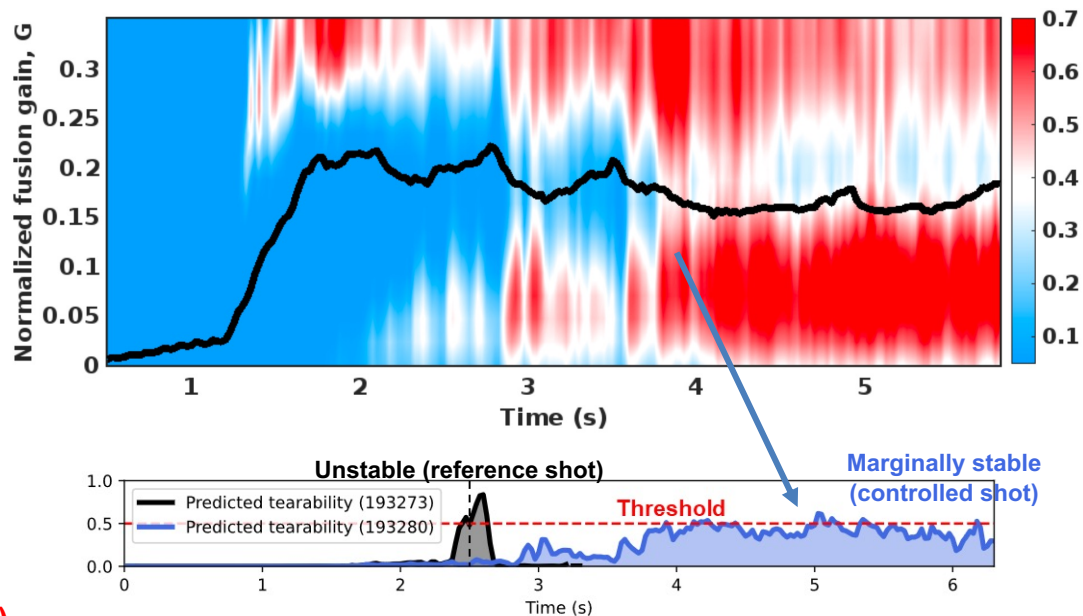 Normalized fusion gain, G
0.3
0.25
0.2
0.15
0.1
0.05
0
1 2 3 4 5
Time (s)
0.7
0.6
0.5
0.4
0.3
0.2
0.1
Unstable (reference shot)
Marginally stable
(controlled shot)
1.0
0.5
0.0
Predicted tearability (193273)
Predicted tearability (193280)
Threshold
0 1 2 3 4 5 6
Time (s)
)